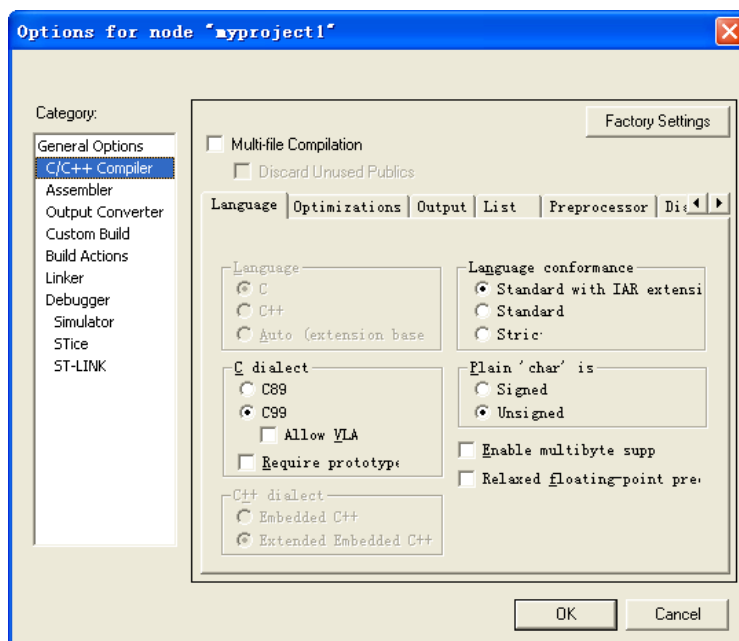 Options for node "myproject1"
Category:
General Options
C/C++ Compiler
Assembler
Output Converter
Custom Build
Build Actions
Linker
Debugger
Simulator
STice
ST-LINK
Factory Settings
Multi-file Compilation
Discard Unused Publics
Language Optimizations Output List Preprocessor
Language
C
C++
Auto (extension base
C dialect
C89
C99
Allow VLA
Require prototype
C++ dialect
Embedded C++
Extended Embedded C++
Language conformance
Standard with IAR extensi
Standard
Stric
Plain 'char' is
Signed
Unsigned
Enable multibyte supp
Relaxed floating-point pre
OK Cancel